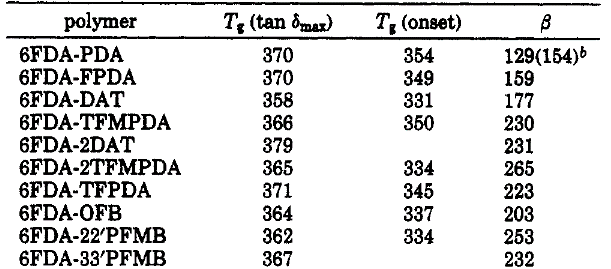 polymer T_g (tan δ_max) T_g (onset) β
6FDA-PDA 370 354 129(154)^b
6FDA-FPDA 370 349 159
6FDA-DAT 358 331 177
6FDA-TFMPDA 366 350 230
6FDA-2DAT 379 231
6FDA-2TFMPDA 365 334 265
6FDA-TFPDA 371 345 223
6FDA-OFB 364 337 203
6FDA-22′PFMB 362 334 253
6FDA-33′PFMB 367 232